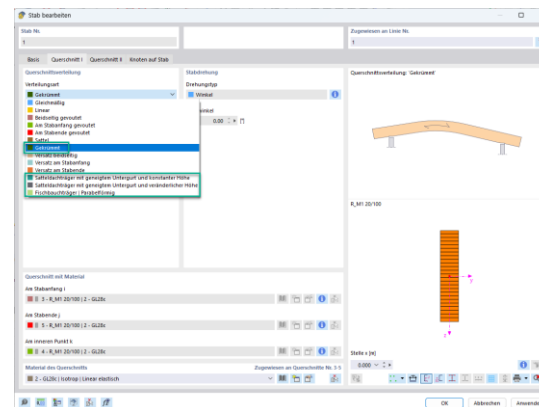 Stab bearbeiten
Stab Nr.
1
Zugewiesen an Linie Nr.
1
Basis Querschnitt I Querschnitt II Knoten auf Stab
Querschnittsverteilung
Verteilungsart
Gekrümmt
Gleichmäßig
Linear
Beidseitig gevoutet
Am Stabanfang gevoutet
Am Stabende gevoutet
Sattel
Gekrümmt
Versatz beidseitig
Versatz am Stabanfang
Versatz am Stabende
Satteldachträger mit geneigtem Untergurt und konstanter Höhe
Satteldachträger mit geneigtem Untergurt und veränderlicher Höhe
Fischbauchträger | Parabelförmig
Stabdrehung
Drehungstyp
Winkel
0.00
Querschnittsverteilung: 'Gekrümmt'
R_M1 20/100
y
z
Querschnitt mit Material
Am Stabanfang i
3 - R_M1 20/100 | 2 - GL28c
Am Stabende j
5 - R_M1 20/100 | 2 - GL28c
Am inneren Punkt k
4 - R_M1 20/100 | 2 - GL28c
Material des Querschnitts
Zugewiesen an Querschnitte Nr. 3-5
2 - GL28c | Isotrop | Linear elastisch
Stelle x [m]
0.000
OK Abbrechen